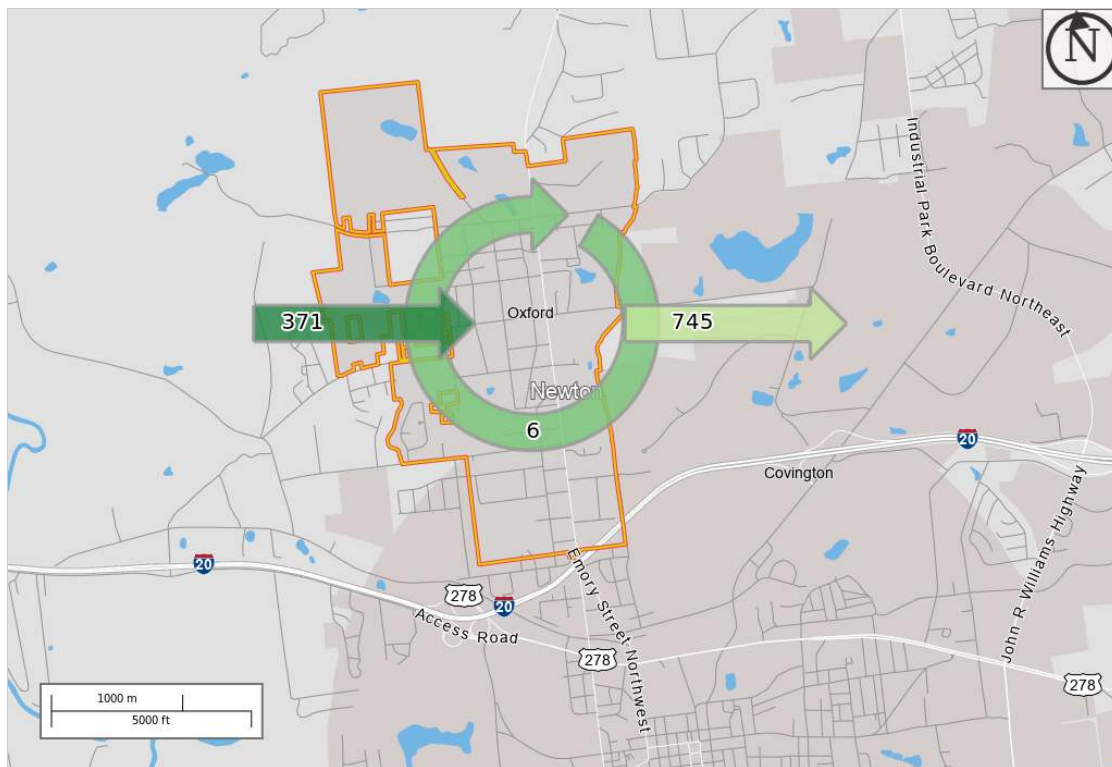 N
Industrial Park Boulevard Northeast
Oxford
371
745
Newton
6
20
Covington
John R Williams Highway
20
278
20
Emory Street Northwest
Access Road
278
278
1000 m
5000 ft